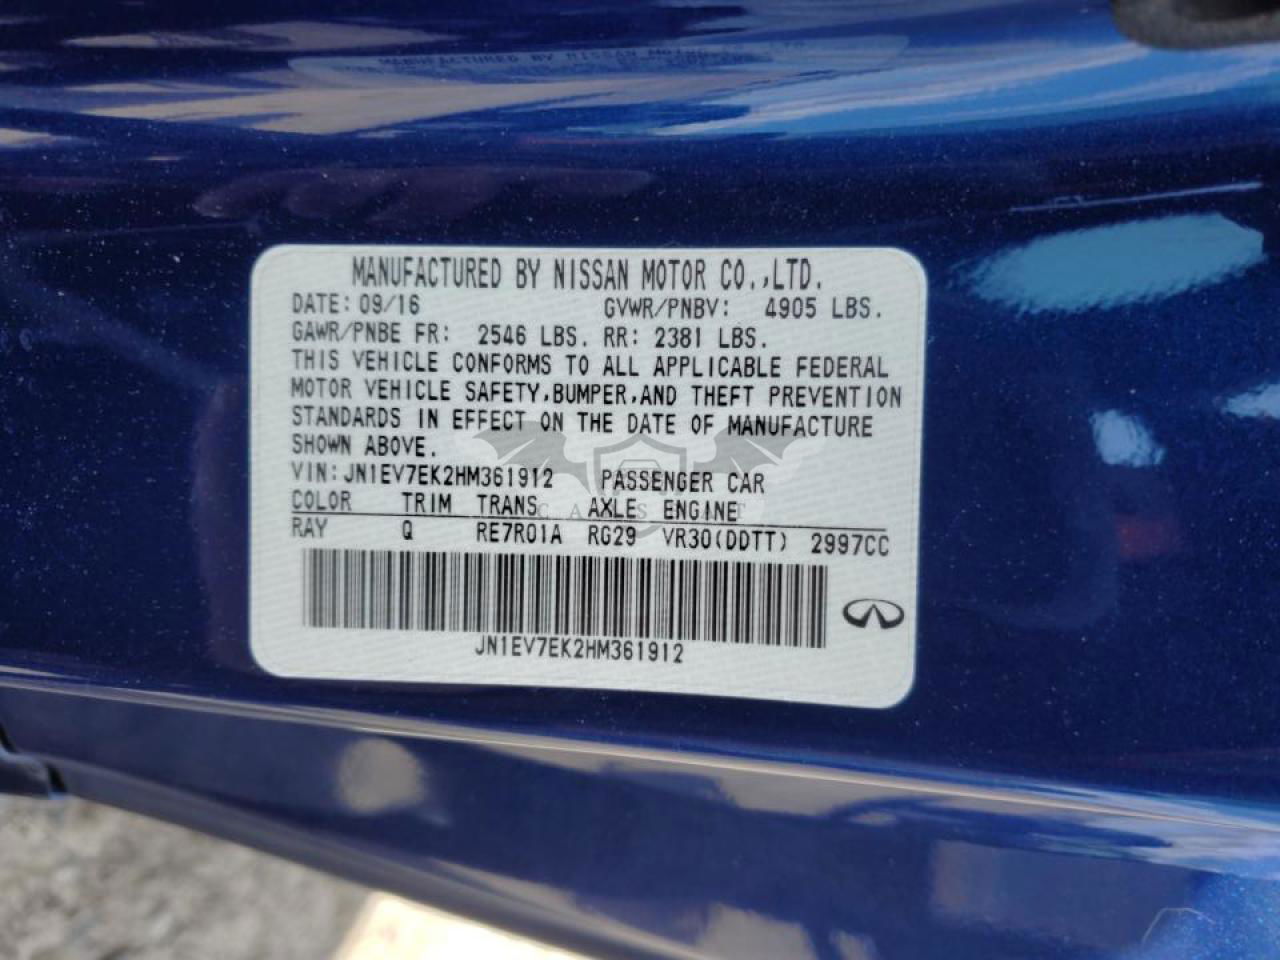 MANUFACTURED BY NISSAN MOTOR CO.,LTD.
DATE: 09/16 GVWR/PNBV: 4905 LBS.
GAWR/PNBE FR: 2546 LBS. RR: 2381 LBS.
THIS VEHICLE CONFORMS TO ALL APPLICABLE FEDERAL
MOTOR VEHICLE SAFETY,BUMPER,AND THEFT PREVENTION
STANDARDS IN EFFECT ON THE DATE OF MANUFACTURE
SHOWN ABOVE.
VIN:JN1EV7EK2HM361912 PASSENGER CAR
COLOR TRIM TRANS AXLE ENGINE
RAY Q RE7R01A RG29 VR30(DDTT) 2997CC
JN1EV7EK2HM361912